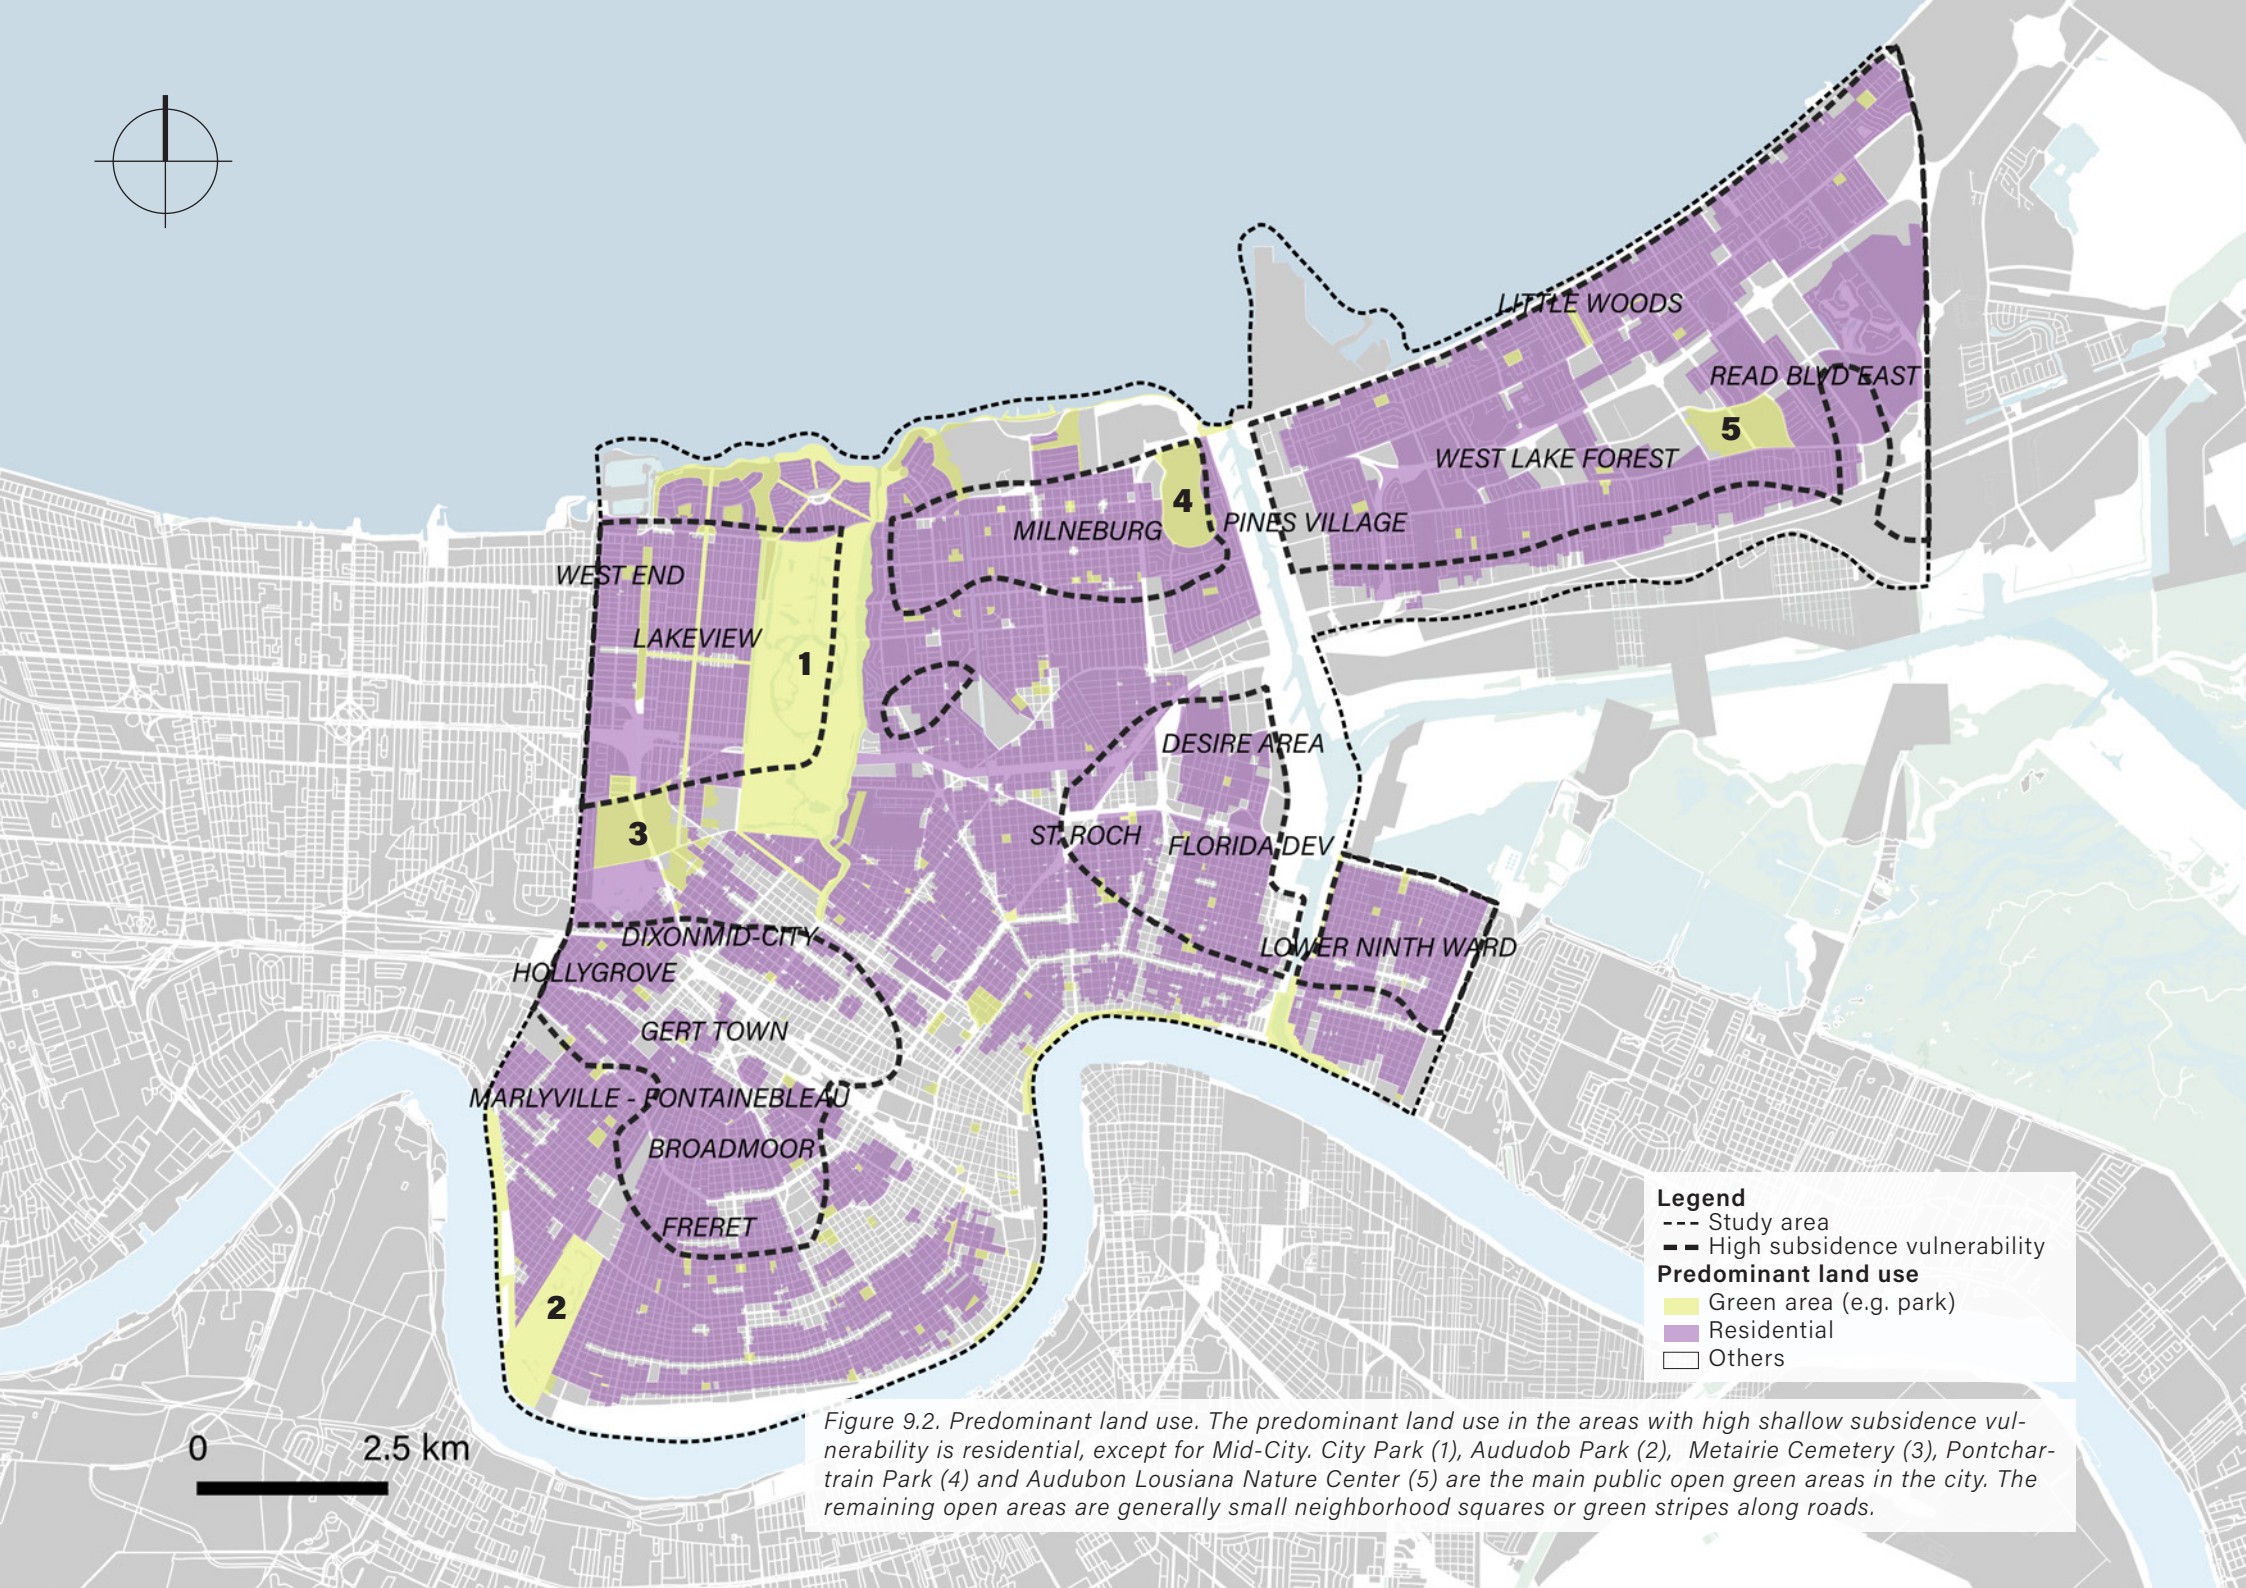 LITTLE WOODS
READ BLVD EAST
5
WEST LAKE FOREST
4
MILNEBURG
PINES VILLAGE
WEST END
LAKEVIEW
1
DESIRE AREA
3
ST. ROCH
FLORIDA DEV
DIXON MID-CITY
LOWER NINTH WARD
HOLLYGROVE
GERT TOWN
MARLYVILLE - FONTAINEBLEAU
BROADMOOR
FRERET
2
Legend
Study area
High subsidence vulnerability
Predominant land use
Green area (e.g. park)
Residential
Others
0 2.5 km
Figure 9.2. Predominant land use. The predominant land use in the areas with high shallow subsidence vul-
nerability is residential, except for Mid-City. City Park (1), Aududob Park (2), Metairie Cemetery (3), Pontchar-
train Park (4) and Audubon Lousiana Nature Center (5) are the main public open green areas in the city. The
remaining open areas are generally small neighborhood squares or green stripes along roads.